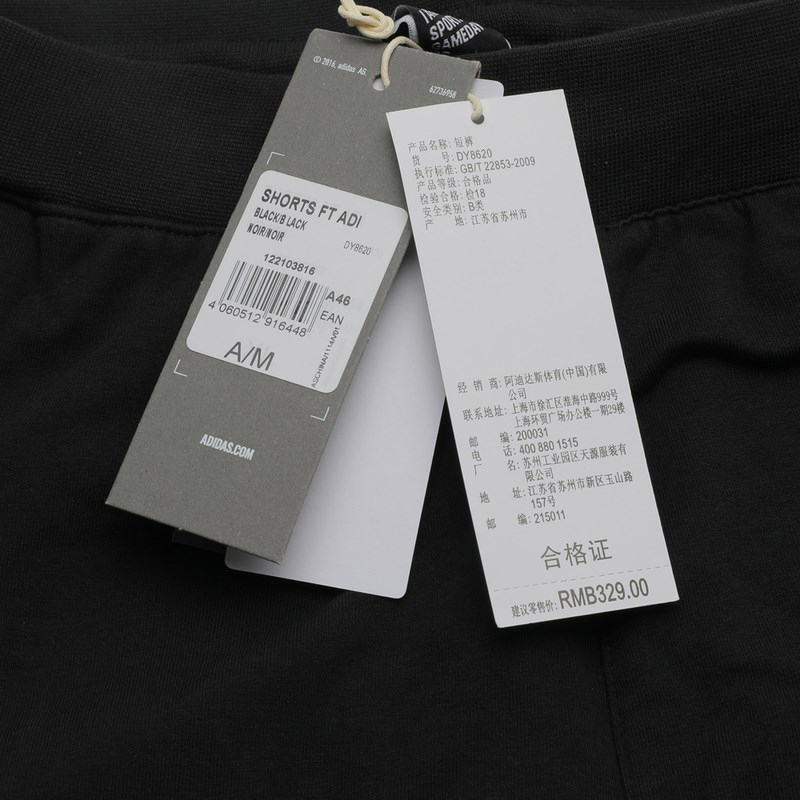 SPORT
GAMEDAY
© 2016, adidas AG.
62736958
SHORTS FT ADI
BLACK/B LACK
NOIR/NOIR
DY8620
122103816
A46
4 060512 916448
EAN
A/M
ASCHINA/1114A/01
ADIDAS.COM
产品名称: 短裤
货 号: DY8620
执行标准: GB/T 22853-2009
产品等级: 合格品
检验合格: 检18
安全类别: B类
产 地: 江苏省苏州市
经 销 商: 阿迪达斯体育(中国)有限
公司
联系地址: 上海市徐汇区淮海中路999号
上海环贸广场办公楼一期29楼
邮 编: 200031
电 话: 400 880 1515
厂 名: 苏州工业园区天源服装有
限公司
地 址: 江苏省苏州市新区玉山路
157号
邮 编: 215011
合格证
建议零售价: RMB329.00